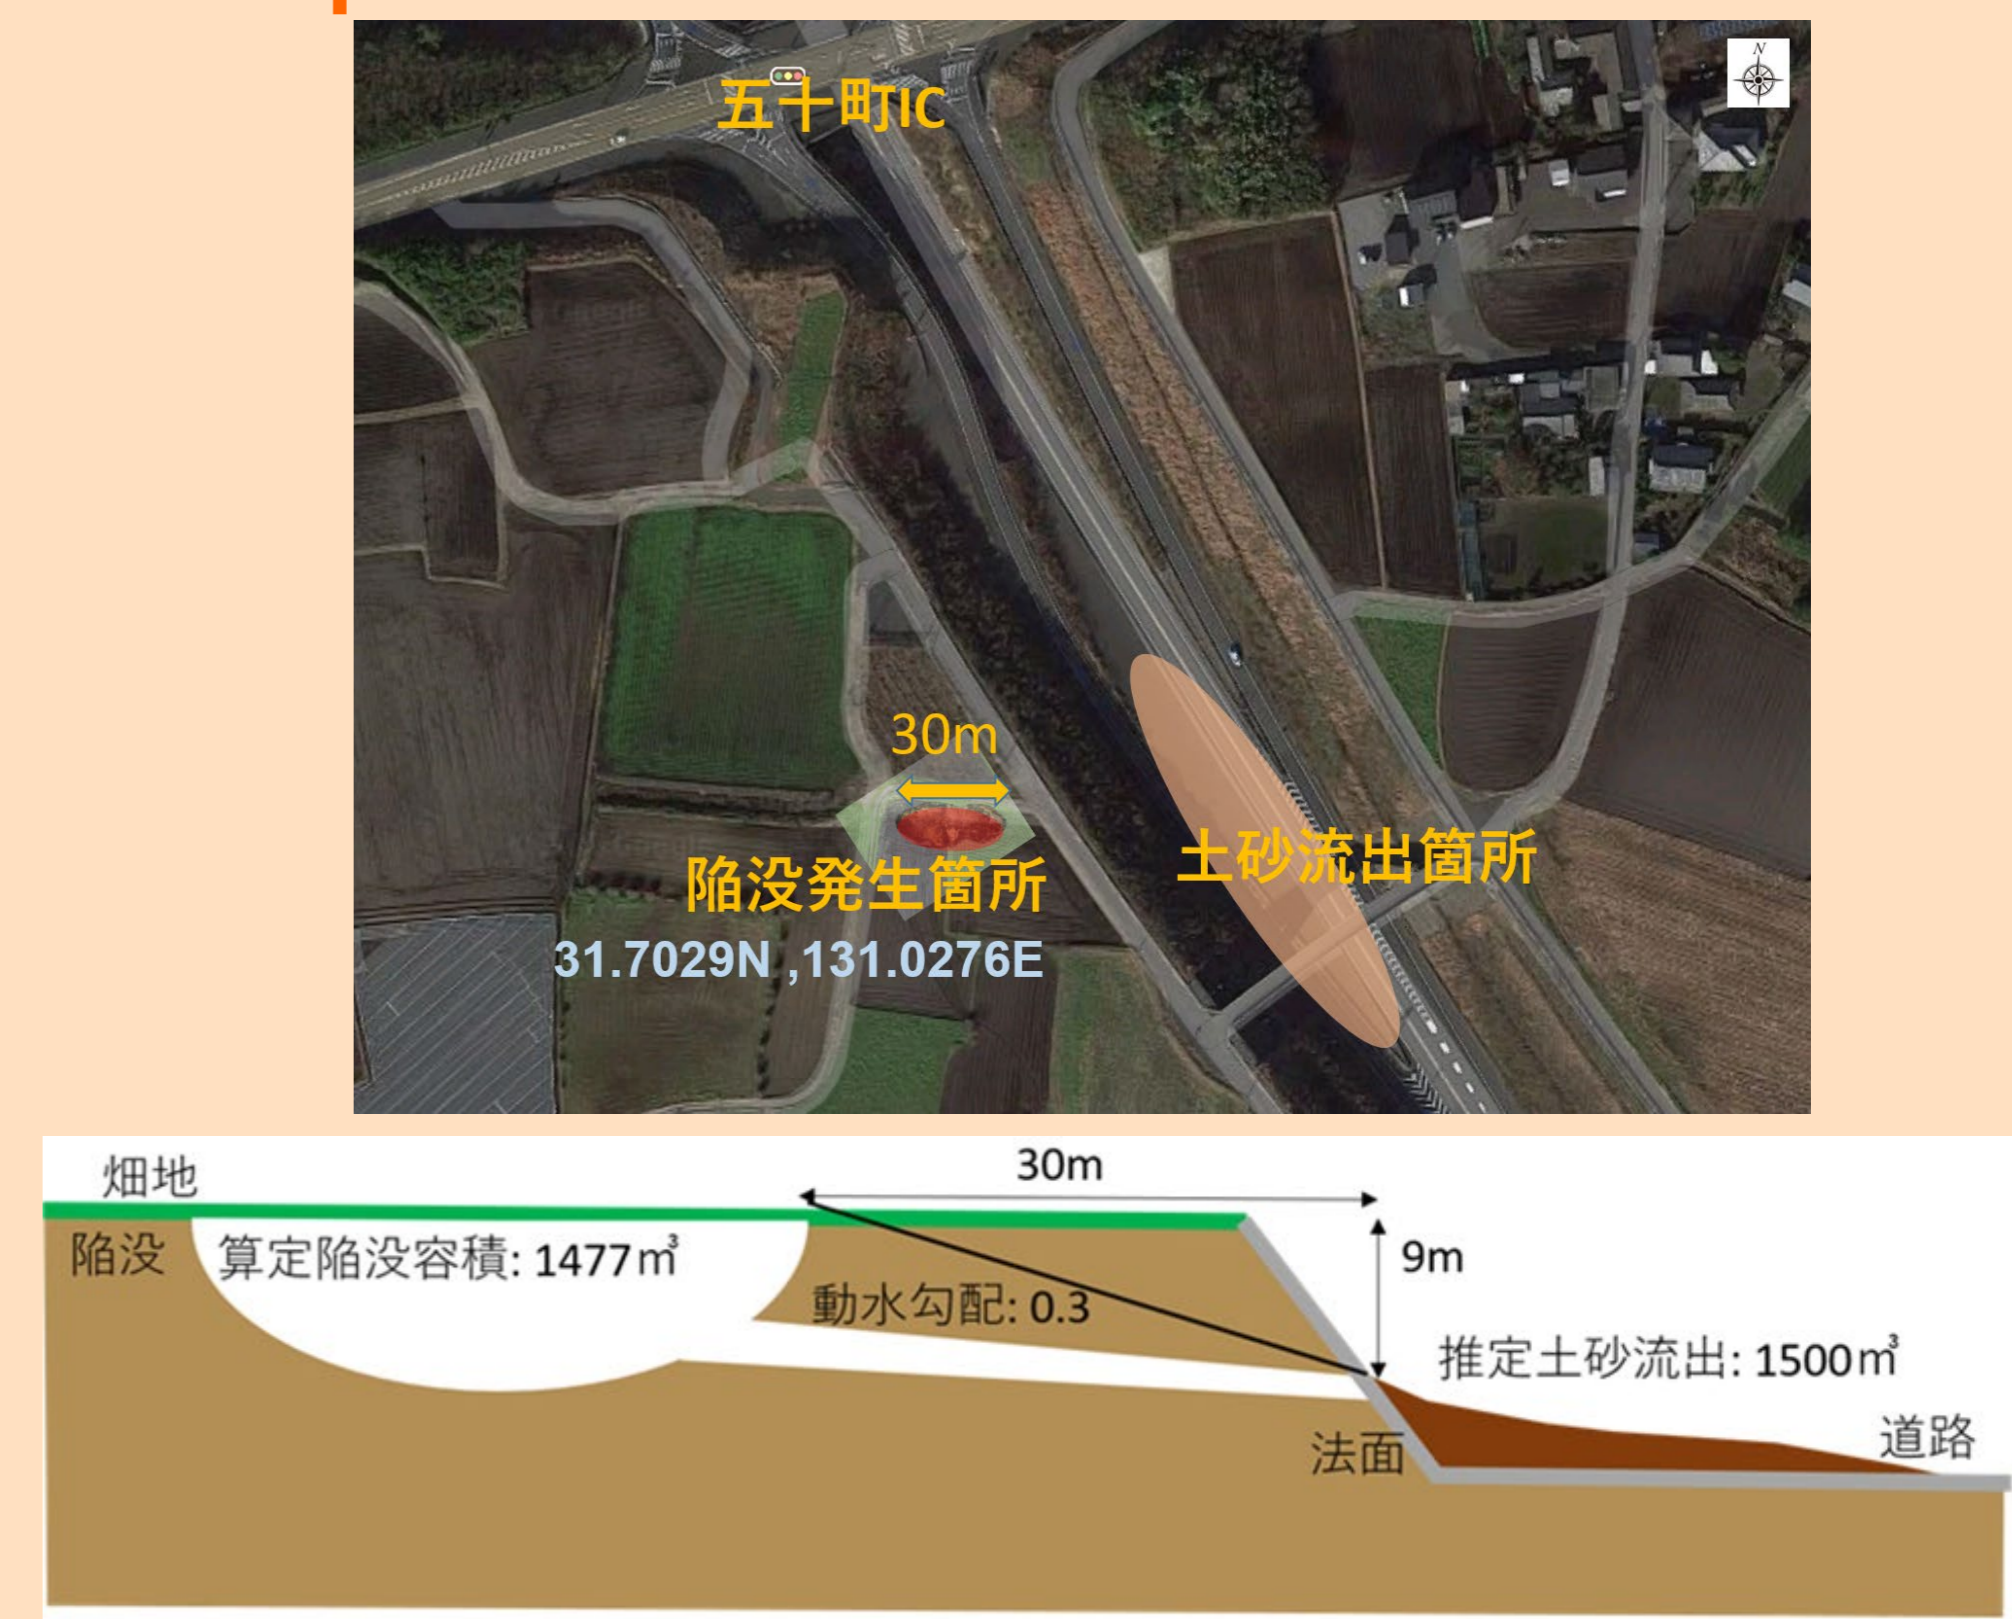 五十町IC
N
30m
陥没発生箇所
土砂流出箇所
31.7029N ,131.0276E
畑地
30m
陥没
算定陥没容積: 1477㎥
9m
動水勾配: 0.3
推定土砂流出: 1500㎥
道路
法面